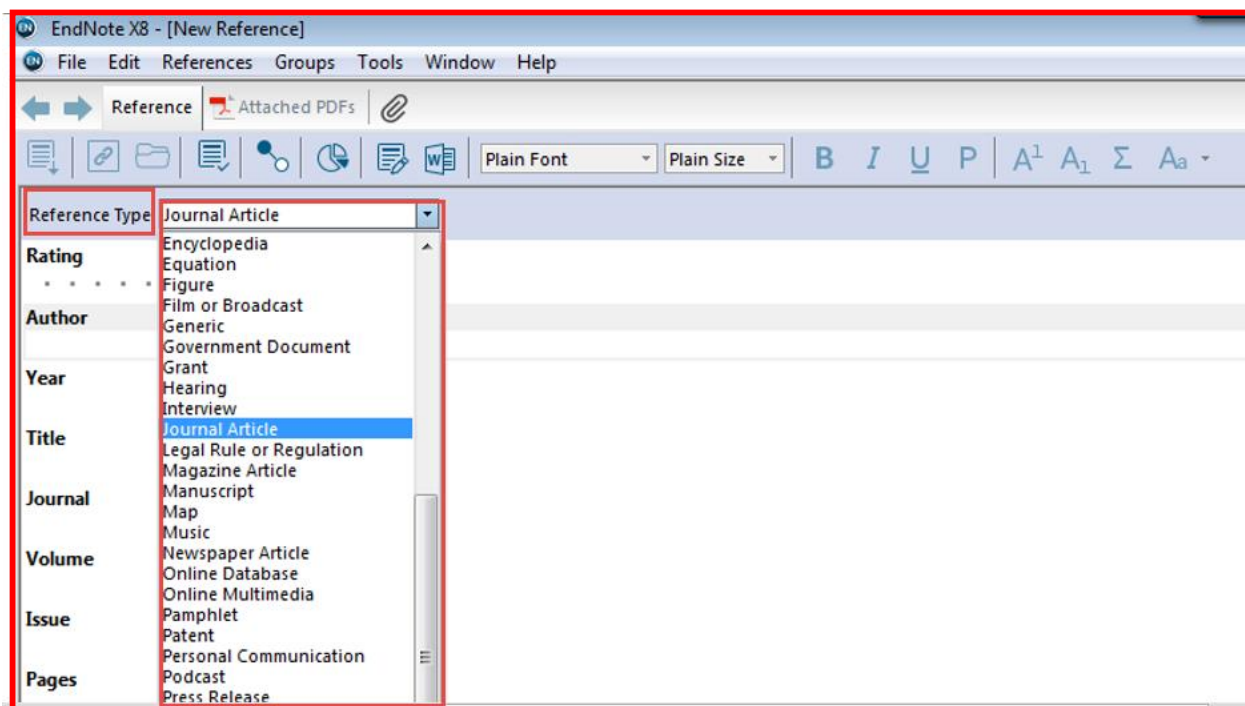 EndNote X8 - [New Reference]
File Edit References Groups Tools Window Help
Reference Attached PDFs
Plain Font Plain Size B I U P A1 A1 Σ Aa
Reference Type Journal Article
Rating
Author
Year
Title
Journal
Volume
Issue
Pages
Encyclopedia
Equation
Figure
Film or Broadcast
Generic
Government Document
Grant
Hearing
Interview
Journal Article
Legal Rule or Regulation
Magazine Article
Manuscript
Map
Music
Newspaper Article
Online Database
Online Multimedia
Pamphlet
Patent
Personal Communication
Podcast
Press Release